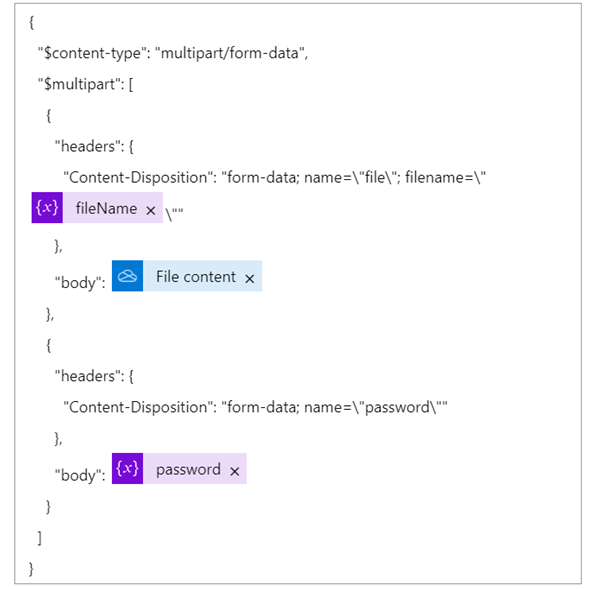 {
"$content-type": "multipart/form-data",
"$multipart": [
{
"headers": {
"Content-Disposition": "form-data; name=\"file\"; filename=\"
{x} fileName × \""
},
"body": File content ×
},
{
"headers": {
"Content-Disposition": "form-data; name=\"password\""
},
"body": {x} password ×
}
]
}